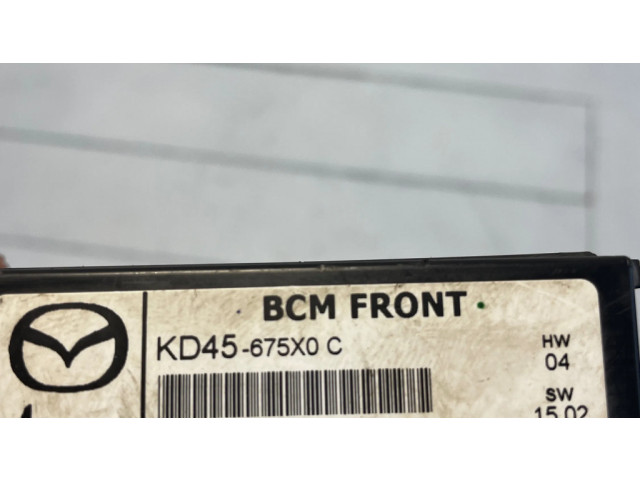 BCM FRONT
KD45-675X0 C
HW
04
SW
15.02